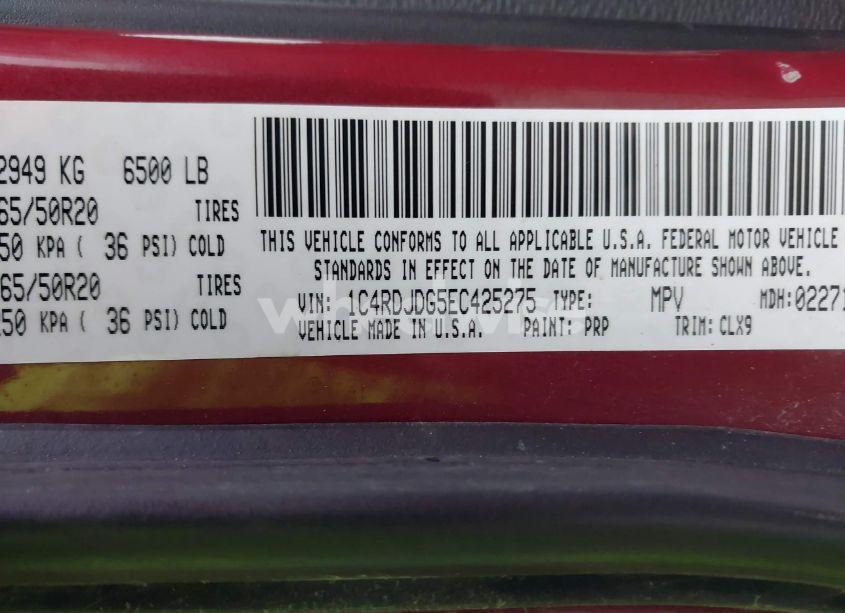 2949 KG 6500 LB
65/50R20 TIRES
50 KPA ( 36 PSI) COLD
65/50R20 TIRES
250 KPA ( 36 PSI) COLD
THIS VEHICLE CONFORMS TO ALL APPLICABLE U.S.A. FEDERAL MOTOR VEHICLE
STANDARDS IN EFFECT ON THE DATE OF MANUFACTURE SHOWN ABOVE.
VIN: 1C4RDJDG5EC425275 TYPE: MPV MDH:02271
VEHICLE MADE IN U.S.A. PAINT: PRP TRIM: CLX9